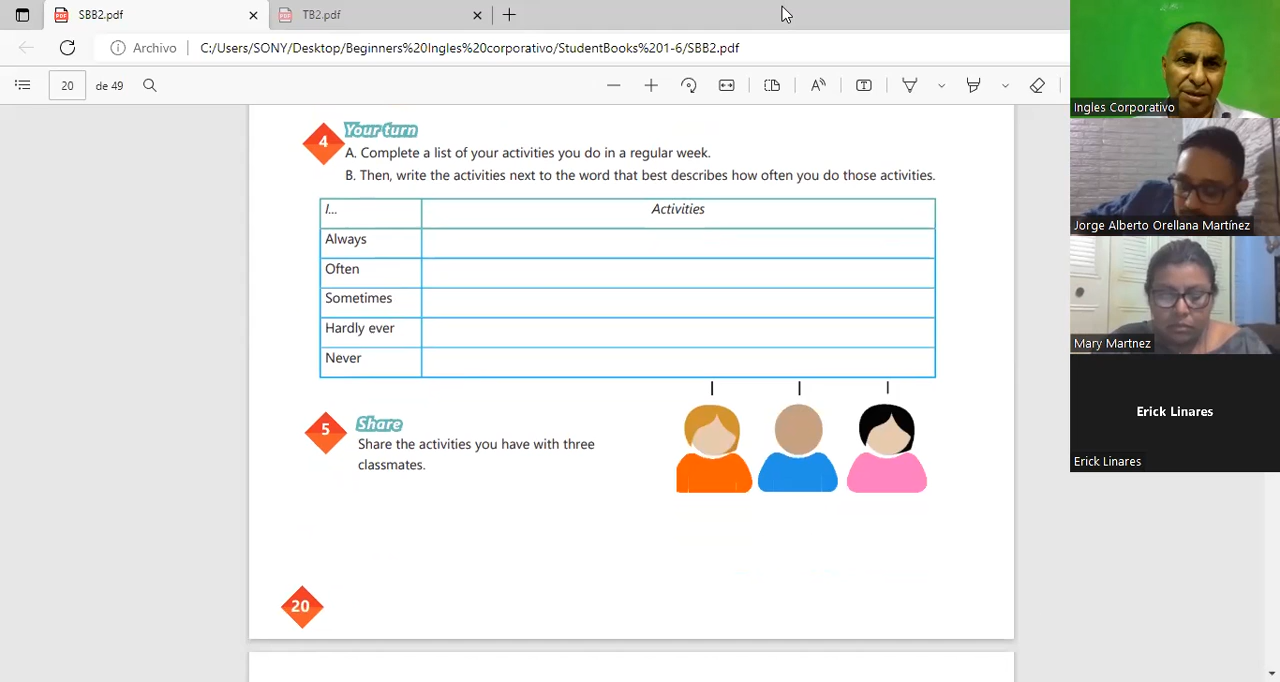 SBB2.pdf
TB2.pdf
Archivo
C:/Users/SONY/Desktop/Beginners%20Ingles%20corporativo/StudentBooks%201-6/SBB2.pdf
20
de 49
4
Your turn
A. Complete a list of your activities you do in a regular week.
B. Then, write the activities next to the word that best describes how often you do those activities.
I...
Activities
Always
Often
Sometimes
Hardly ever
Never
5
Share
Share the activities you have with three
classmates.
20
Ingles Corporativo
Jorge Alberto Orellana Martínez
Mary Martnez
Erick Linares
Erick Linares